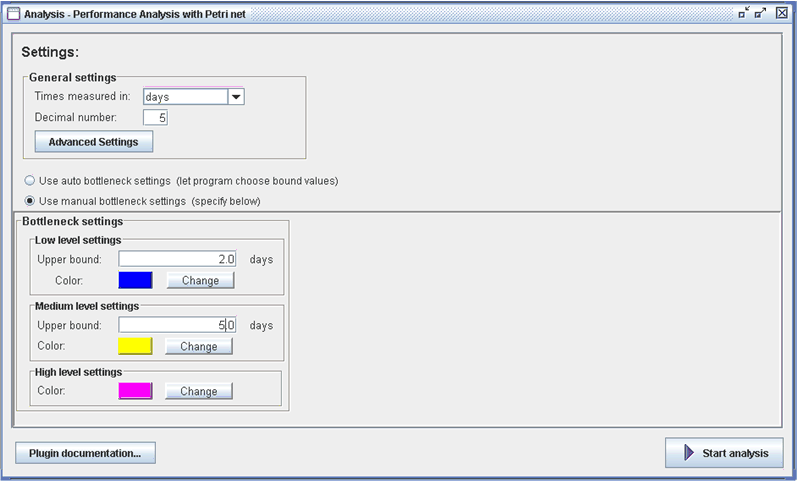 Analysis - Performance Analysis with Petri net
Settings:
General settings
Times measured in: days
Decimal number: 5
Advanced Settings
Use auto bottleneck settings (let program choose bound values)
Use manual bottleneck settings (specify below)
Bottleneck settings
Low level settings
Upper bound: 2.0 days
Color: Change
Medium level settings
Upper bound: 5.0 days
Color: Change
High level settings
Color: Change
Plugin documentation... Start analysis